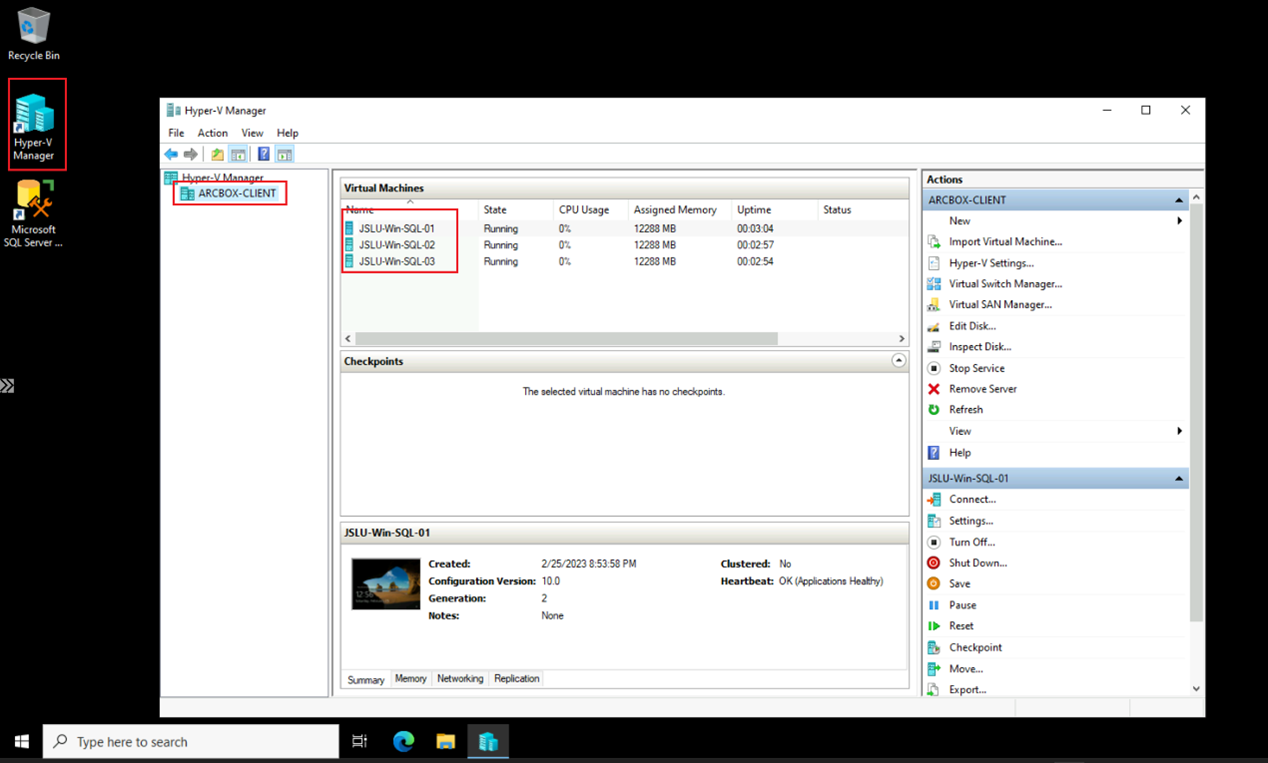 Recycle Bin
Hyper-V
Manager
Microsoft
SQL Server ...
Hyper-V Manager
File Action View Help
Hyper-V Manager
ARCBOX-CLIENT
Virtual Machines
Name State CPU Usage Assigned Memory Uptime Status
JSLU-Win-SQL-01 Running 0% 12288 MB 00:03:04
JSLU-Win-SQL-02 Running 0% 12288 MB 00:02:57
JSLU-Win-SQL-03 Running 0% 12288 MB 00:02:54
Checkpoints
The selected virtual machine has no checkpoints.
JSLU-Win-SQL-01
Created: 2/25/2023 8:53:58 PM Clustered: No
Configuration Version: 10.0 Heartbeat: OK (Applications Healthy)
Generation: 2
Notes: None
12:56
Summary Memory Networking Replication
Actions
ARCBOX-CLIENT
New
Import Virtual Machine...
Hyper-V Settings...
Virtual Switch Manager...
Virtual SAN Manager...
Edit Disk...
Inspect Disk...
Stop Service
Remove Server
Refresh
View
Help
JSLU-Win-SQL-01
Connect...
Settings...
Turn Off...
Shut Down...
Save
Pause
Reset
Checkpoint
Move...
Export...
Type here to search